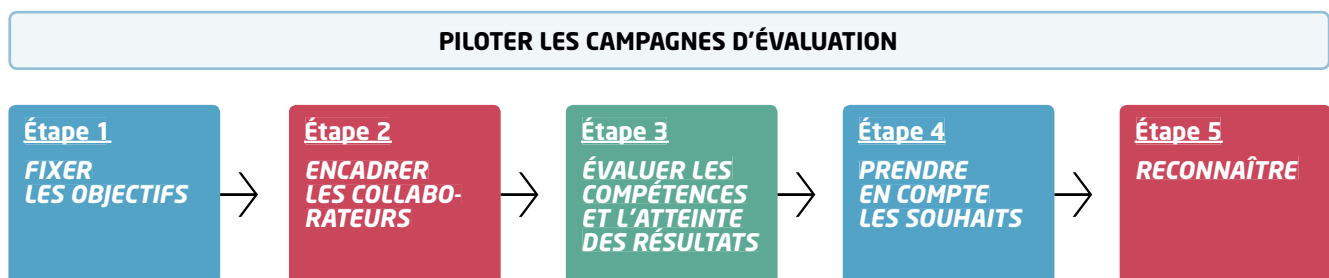 PILOTER LES CAMPAGNES D'ÉVALUATION
Étape 1
FIXER
LES OBJECTIFS
Étape 2
ENCADRER
LES COLLABO-
RATEURS
Étape 3
ÉVALUER LES
COMPÉTENCES
ET L'ATTEINTE
DES RÉSULTATS
Étape 4
PRENDRE
EN COMPTE
LES SOUHAITS
Étape 5
RECONNAÎTRE